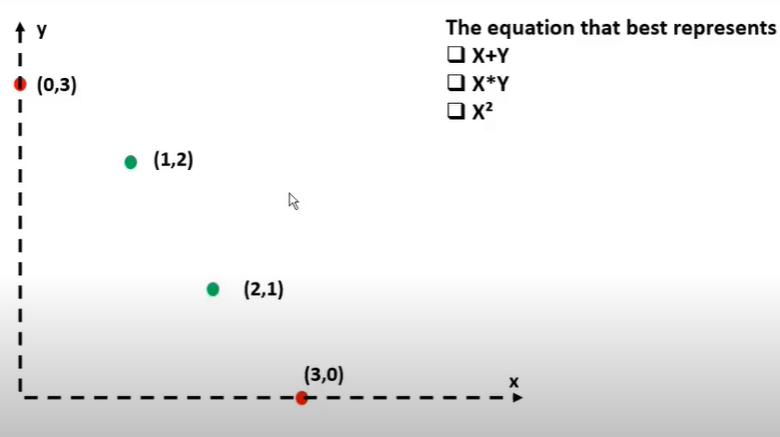 The equation that best represents
❑ X+Y
❑ X*Y
❑ X²
y
(0,3)
(1,2)
(2,1)
(3,0)
x